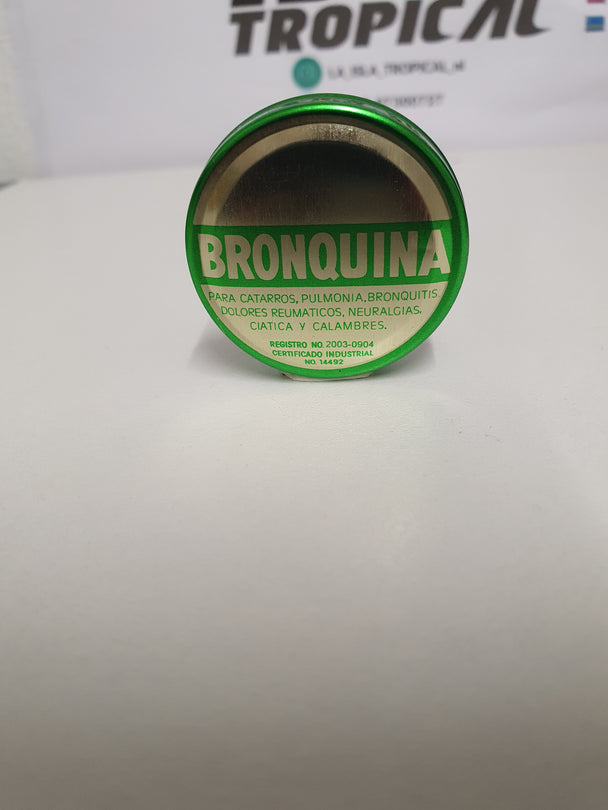 TROPICAL
LA_ISLA_TROPICAL_nl
BRONQUINA
PARA CATARROS, PULMONIA, BRONQUITIS
DOLORES REUMATICOS, NEURALGIAS,
CIATICA Y CALAMBRES.
REGISTRO NO. 2003-0904
CERTIFICADO INDUSTRIAL
NO. 14492